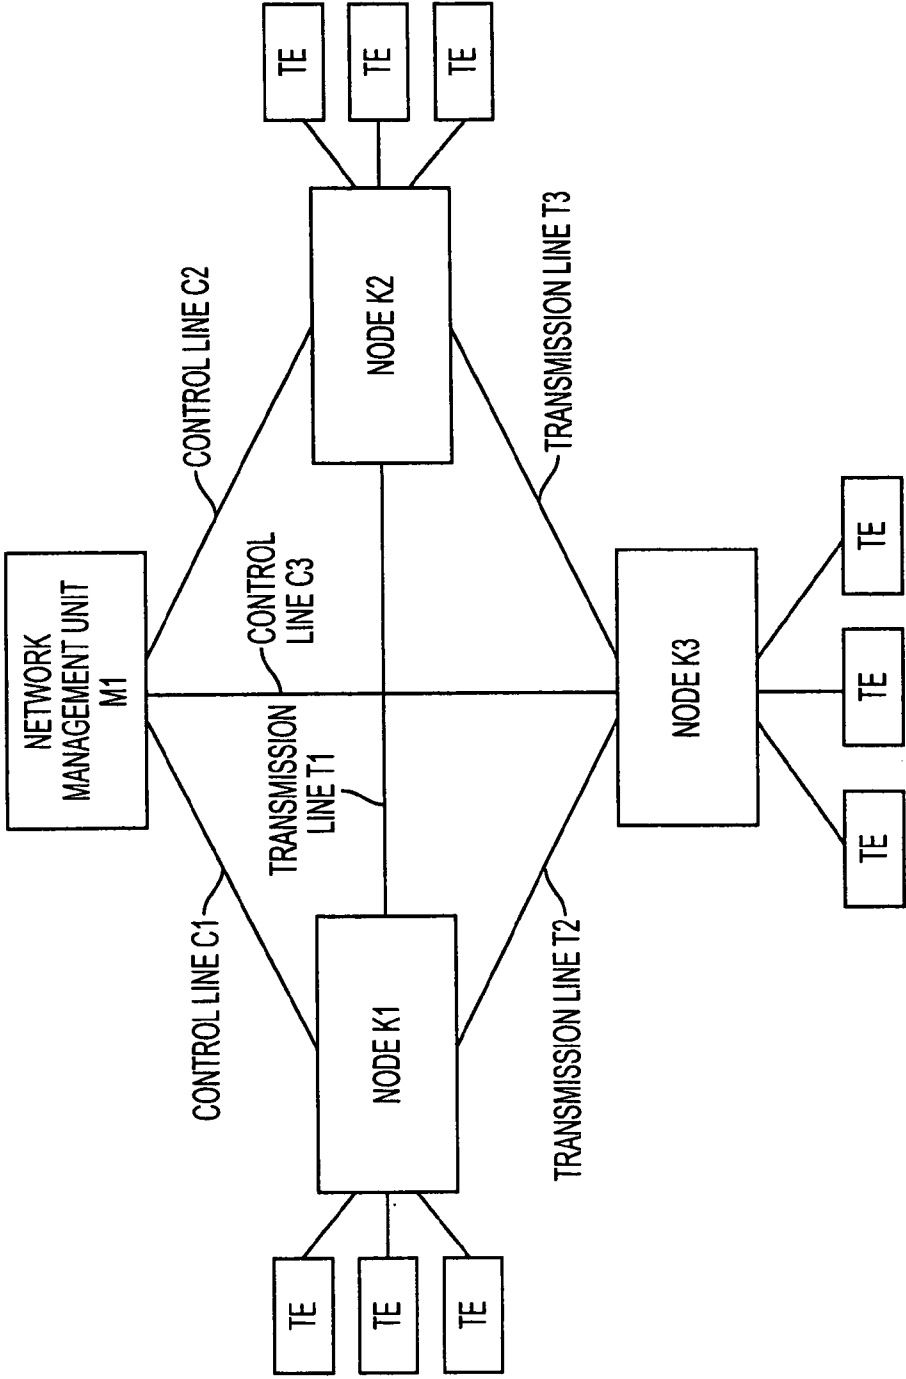 NETWORK
MANAGEMENT UNIT
M1
CONTROL LINE C1
CONTROL LINE C2
TRANSMISSION
LINE T1
CONTROL
LINE C3
TE
TE
TE
NODE K1
NODE K2
TE
TE
TE
TRANSMISSION LINE T2
TRANSMISSION LINE T3
NODE K3
TE
TE
TE